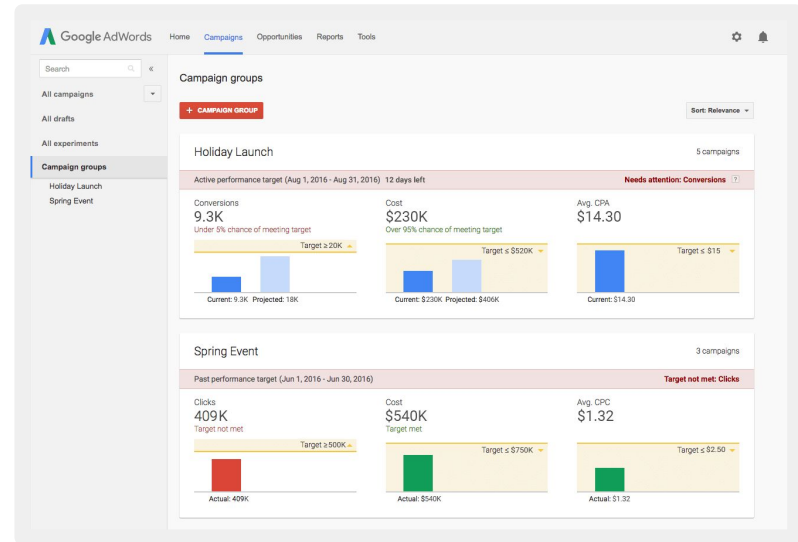 Google AdWords Home Campaigns Opportunities Reports Tools
Search «
All campaigns
All drafts
All experiments
Campaign groups
Holiday Launch
Spring Event
Campaign groups
+ CAMPAIGN GROUP
Sort: Relevance
Holiday Launch 5 campaigns
Active performance target (Aug 1, 2016 - Aug 31, 2016) 12 days left Needs attention: Conversions ?
Conversions Cost Avg. CPA
9.3K $230K $14.30
Under 5% chance of meeting target Over 95% chance of meeting target
Target ≥ 20K Target ≤ $520K Target ≤ $15
Current: 9.3K Projected: 18K Current: $230K Projected: $406K Current: $14.30
Spring Event 3 campaigns
Past performance target (Jun 1, 2016 - Jun 30, 2016) Target not met: Clicks
Clicks Cost Avg. CPC
409K $540K $1.32
Target not met Target met
Target ≥ 500K Target ≤ $750K Target ≤ $2.50
Actual: 409K Actual: $540K Actual: $1.32